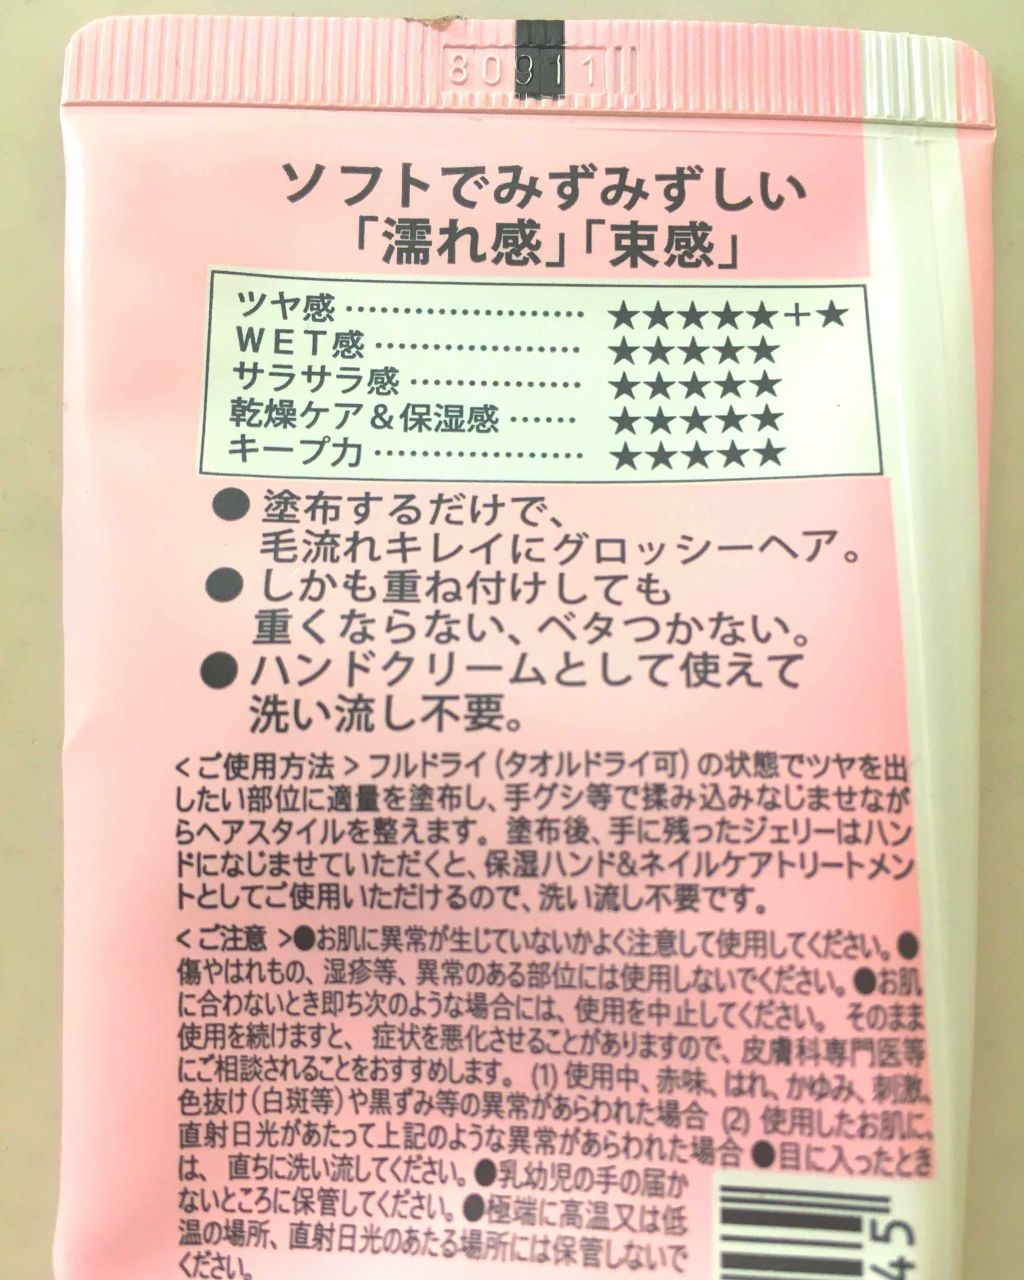 80911
ソフトでみずみずしい
「濡れ感」「束感」
ツヤ感 ………………… ★★★★★+★
WET感 ……………… ★★★★★
サラサラ感 …………… ★★★★★
乾燥ケア＆保湿感 …… ★★★★★
キープ力 ……………… ★★★★★
●塗布するだけで、
毛流れキレイにグロッシーヘア。
●しかも重ね付けしても
重くならない、ベタつかない。
●ハンドクリームとして使えて
洗い流し不要。
<ご使用方法>フルドライ(タオルドライ可)の状態でツヤを出
したい部位に適量を塗布し、手グシ等で揉み込みなじませなが
らヘアスタイルを整えます。塗布後、手に残ったジェリーはハン
ドになじませていただくと、保湿ハンド&ネイルケアトリートメン
トとしてご使用いただけるので、洗い流し不要です。
<ご注意>●お肌に異常が生じていないかよく注意して使用してください。●
傷やはれもの、湿疹等、異常のある部位には使用しないでください。●お肌
に合わないとき即ち次のような場合には、使用を中止してください。そのまま
使用を続けますと、症状を悪化させることがありますので、皮膚科専門医等
にご相談されることをおすすめします。(1)使用中、赤味、はれ、かゆみ、刺激、
色抜け(白斑等)や黒ずみ等の異常があらわれた場合 (2)使用したお肌に、
直射日光があたって上記のような異常があらわれた場合●目に入ったとき
は、直ちに洗い流してください。●乳幼児の手の届か
ないところに保管してください。●極端に高温又は低
温の場所、直射日光のあたる場所には保管しないで
ください。
45